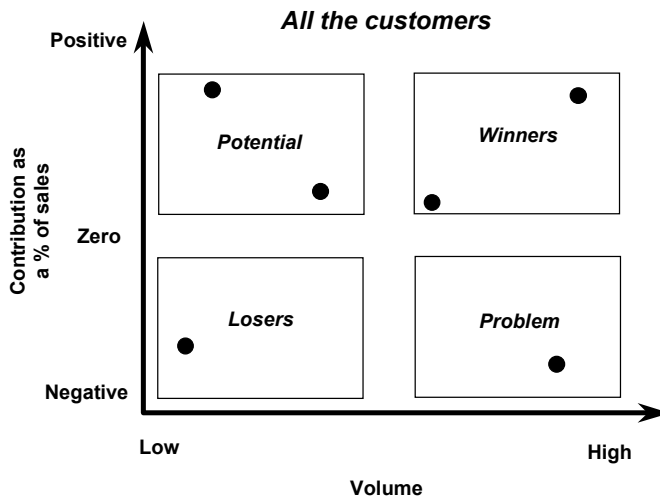 All the customers
Positive
Contribution as
a % of sales
Potential
Winners
Zero
Losers
Problem
Negative
Low
High
Volume